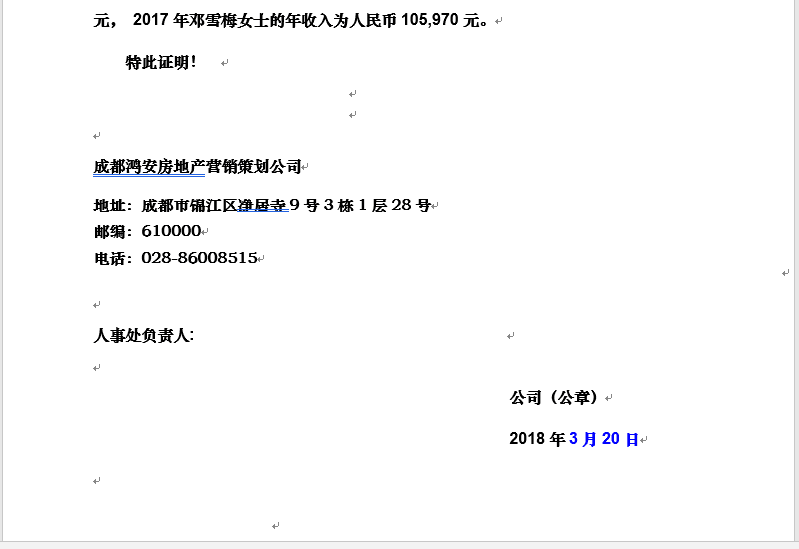 元， 2017 年邓雪梅女士的年收入为人民币 105,970 元。
特此证明！
成都鸿安房地产营销策划公司
地址：成都市锦江区净居寺 9 号 3 栋 1 层 28 号
邮编：610000
电话：028-86008515
人事处负责人:
公司（公章）
2018 年 3 月 20 日